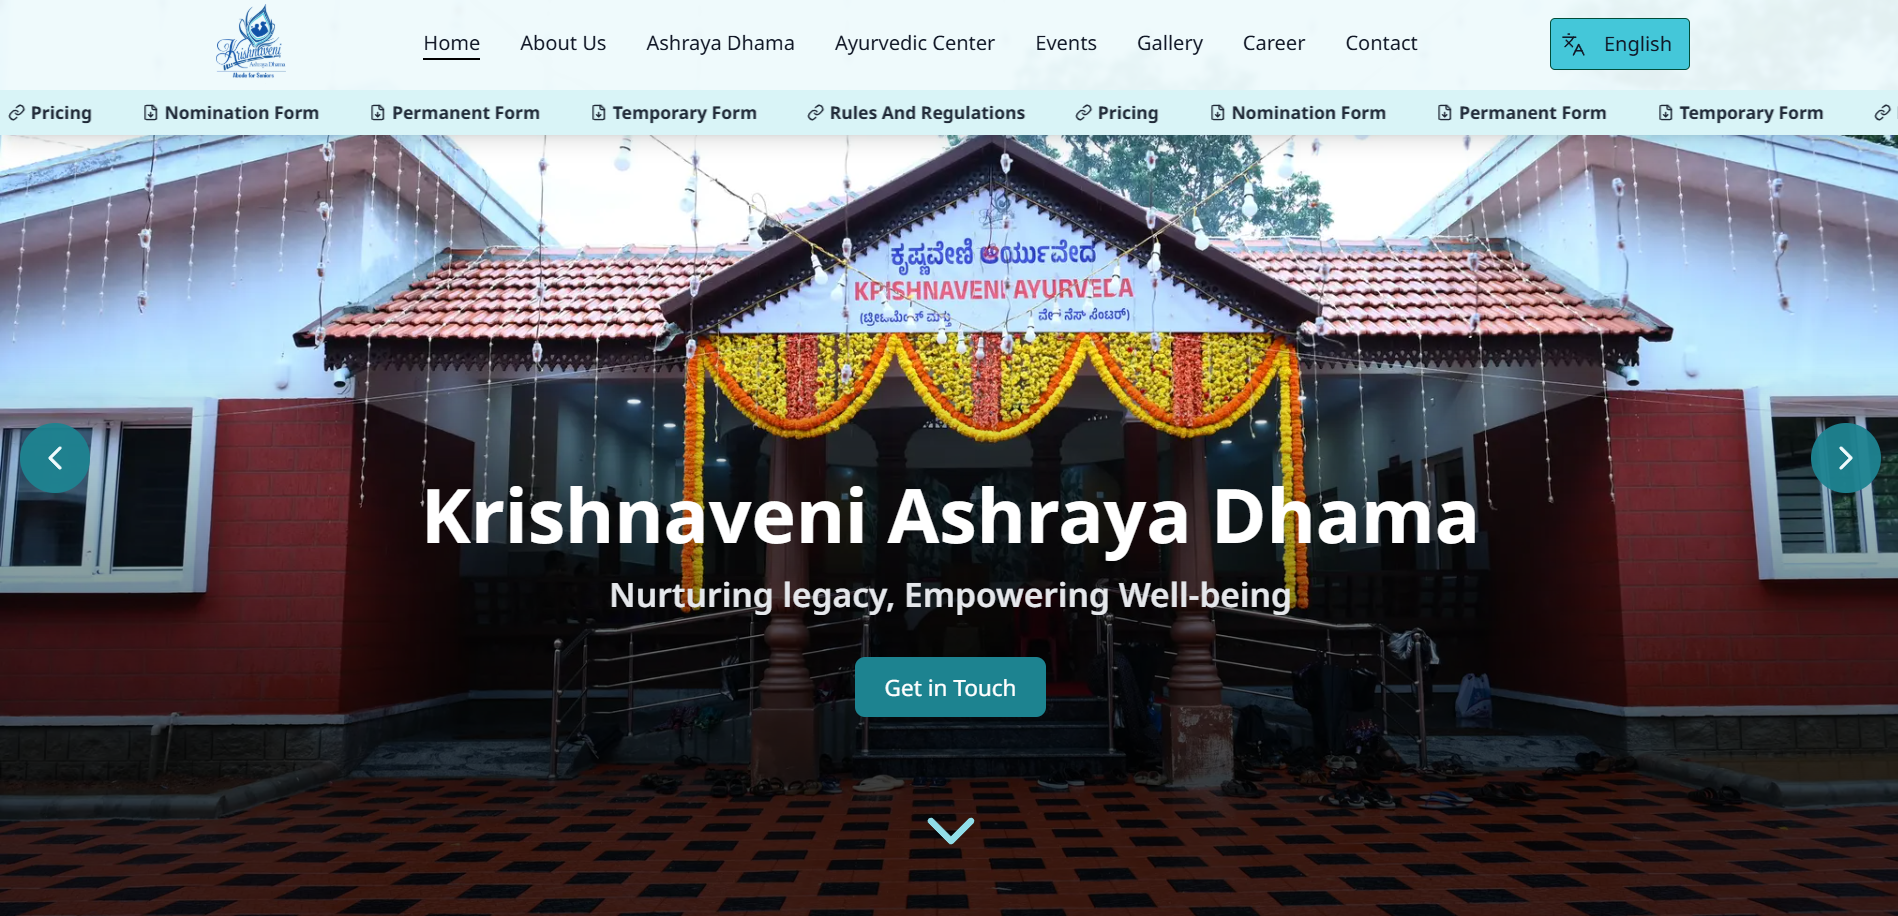 Krishnaveni
Ashraya Dhama
Abode for Seniors
Home About Us Ashraya Dhama Ayurvedic Center Events Gallery Career Contact
English
Pricing Nomination Form Permanent Form Temporary Form Rules And Regulations Pricing Nomination Form Permanent Form Temporary Form
ಕೃಷ್ಣವೇಣಿ ಆರ್ಯುವೇದ
KRISHNAVENI AYURVEDA
(ಟ್ರೀಟಮೆಂಟ್ ಮತ್ತು ವೇಲ ನೆಸ್ ಸೆಂಟರ್)
Krishnaveni Ashraya Dhama
Nurturing legacy, Empowering Well-being
Get in Touch